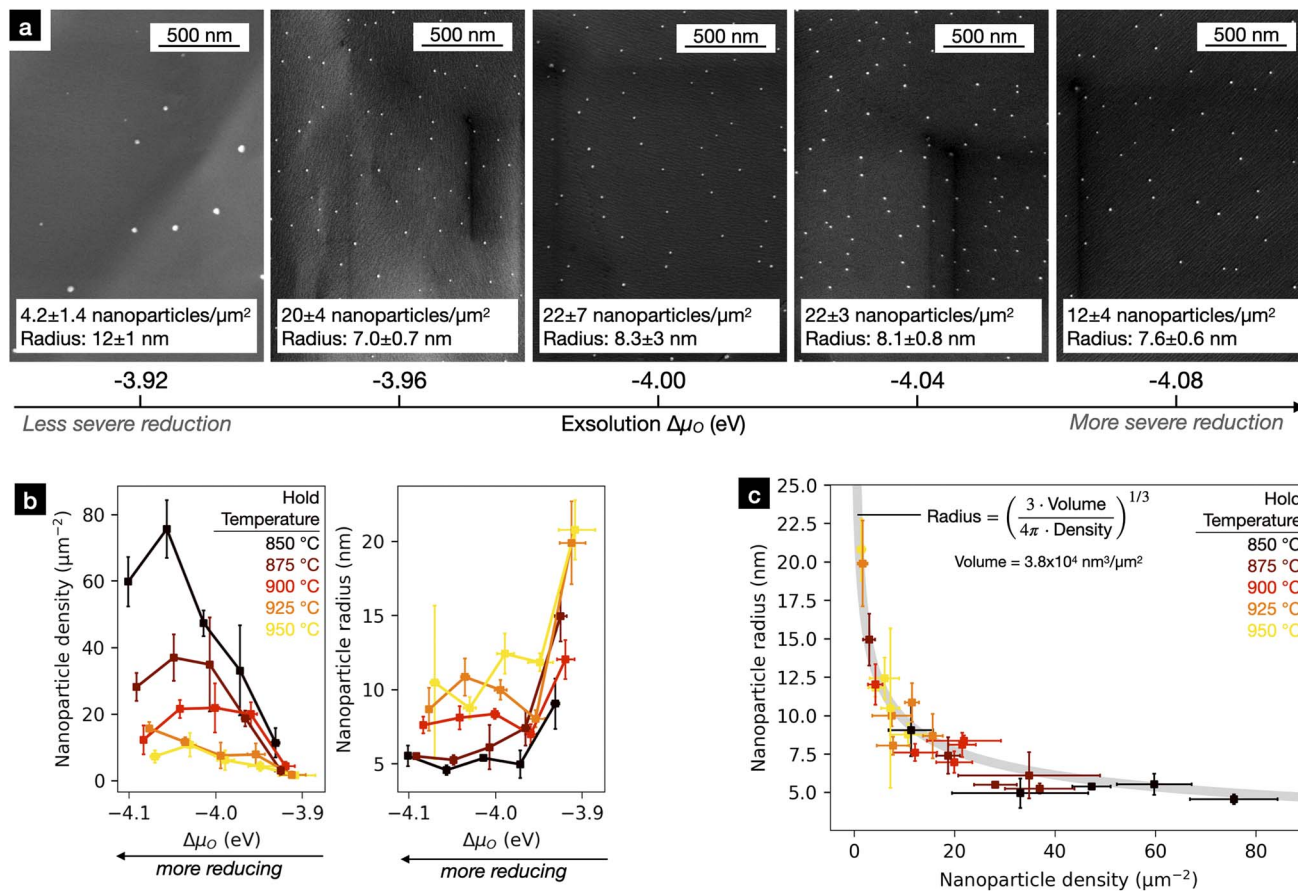 a
500 nm
500 nm
500 nm
500 nm
500 nm
4.2±1.4 nanoparticles/µm²
Radius: 12±1 nm
20±4 nanoparticles/µm²
Radius: 7.0±0.7 nm
22±7 nanoparticles/µm²
Radius: 8.3±3 nm
22±3 nanoparticles/µm²
Radius: 8.1±0.8 nm
12±4 nanoparticles/µm²
Radius: 7.6±0.6 nm
-3.92
-3.96
-4.00
-4.04
-4.08
Less severe reduction
Exsolution Δμ_O (eV)
More severe reduction
b
Nanoparticle density (µm⁻²)
80
60
40
20
0
Hold
Temperature
850 °C
875 °C
900 °C
925 °C
950 °C
−4.1
−4.0
−3.9
Δμ_O (eV)
more reducing
Nanoparticle radius (nm)
20
15
10
5
−4.1
−4.0
−3.9
Δμ_O (eV)
more reducing
c
Nanoparticle radius (nm)
25.0
22.5
20.0
17.5
15.0
12.5
10.0
7.5
5.0
Radius = (3 · Volume / 4π · Density)^1/3
Volume = 3.8x10⁴ nm³/µm²
Hold
Temperature
850 °C
875 °C
900 °C
925 °C
950 °C
0
20
40
60
80
Nanoparticle density (µm⁻²)